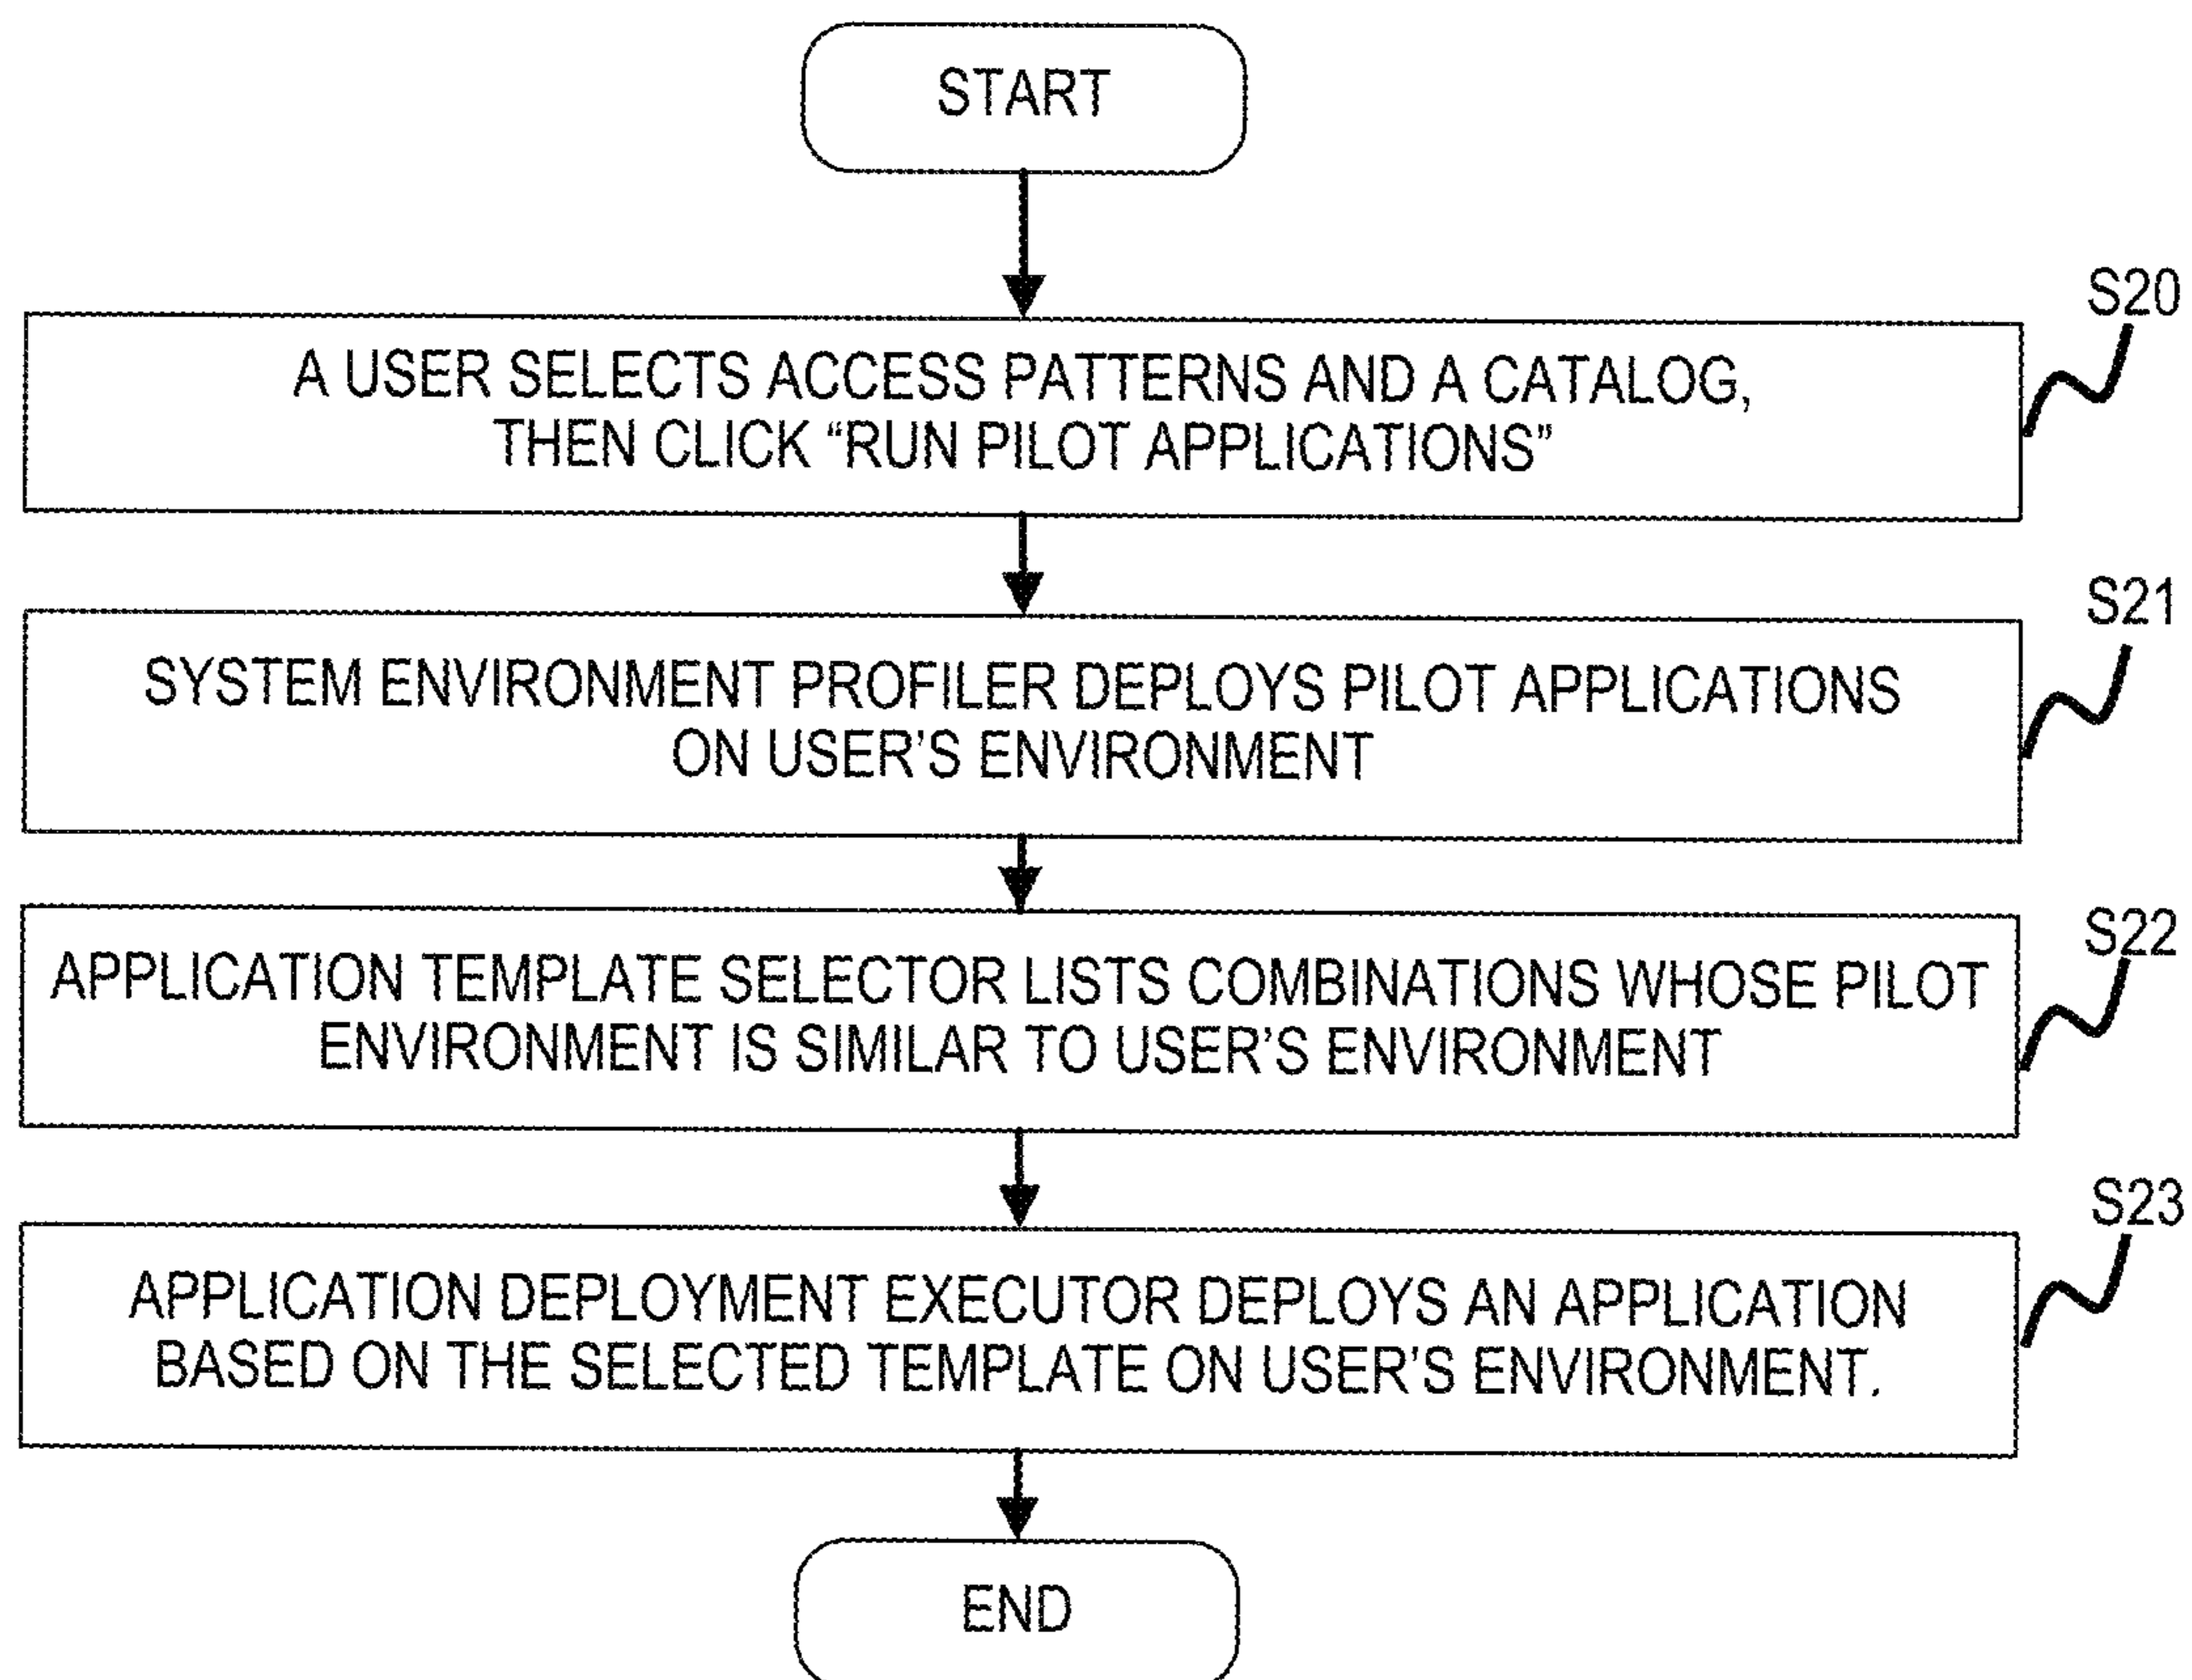 START
S20
A USER SELECTS ACCESS PATTERNS AND A CATALOG,
THEN CLICK “RUN PILOT APPLICATIONS”
S21
SYSTEM ENVIRONMENT PROFILER DEPLOYS PILOT APPLICATIONS
ON USER’S ENVIRONMENT
S22
APPLICATION TEMPLATE SELECTOR LISTS COMBINATIONS WHOSE PILOT
ENVIRONMENT IS SIMILAR TO USER’S ENVIRONMENT
S23
APPLICATION DEPLOYMENT EXECUTOR DEPLOYS AN APPLICATION
BASED ON THE SELECTED TEMPLATE ON USER’S ENVIRONMENT.
END